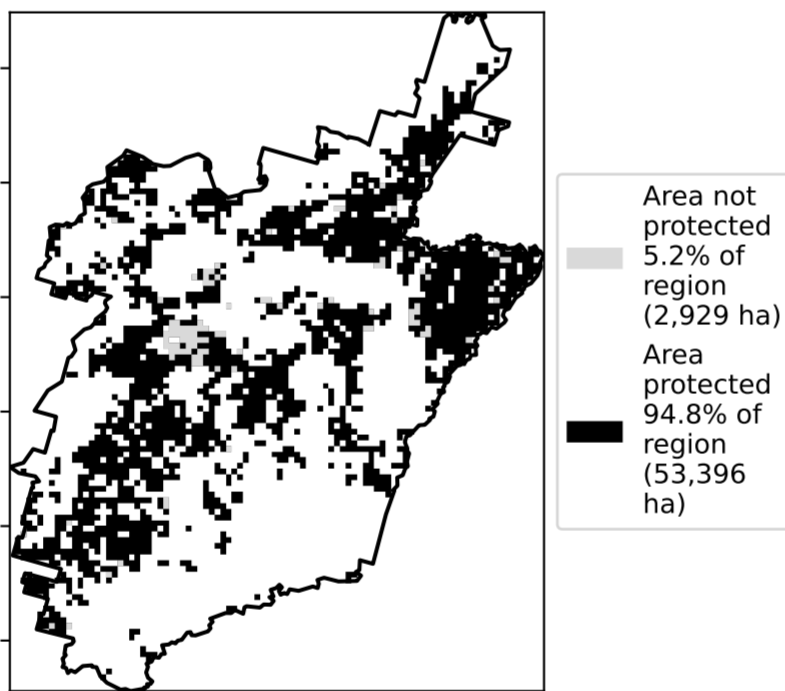 Area not
protected
5.2% of
region
(2,929 ha)
Area
protected
94.8% of
region
(53,396
ha)